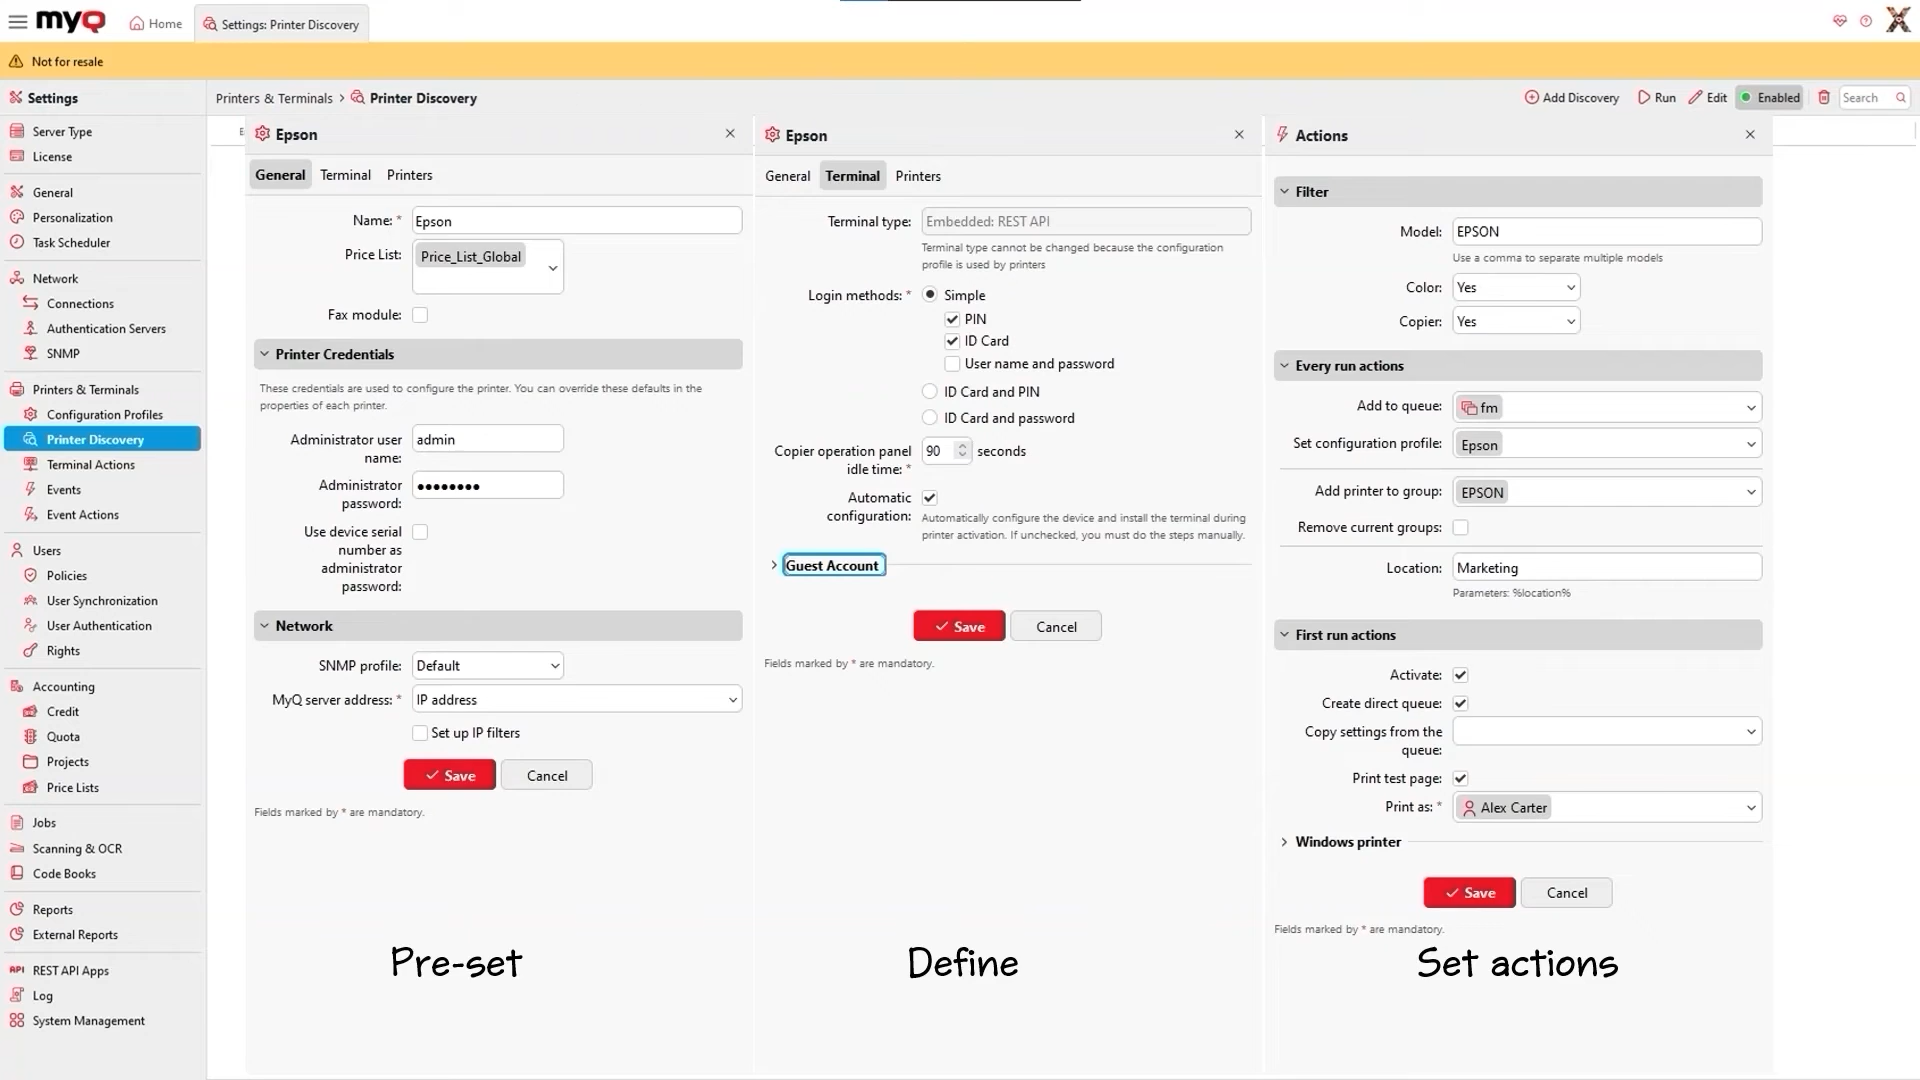 myQ
Home
Settings: Printer Discovery
Not for resale
Settings
Printers & Terminals > Printer Discovery
Add Discovery
Run
Edit
Enabled
Search
Server Type
License
General
Personalization
Task Scheduler
Network
Connections
Authentication Servers
SNMP
Printers & Terminals
Configuration Profiles
Printer Discovery
Terminal Actions
Events
Event Actions
Users
Policies
User Synchronization
User Authentication
Rights
Accounting
Credit
Quota
Projects
Price Lists
Jobs
Scanning & OCR
Code Books
Reports
External Reports
API REST API Apps
Log
System Management
Epson
General Terminal Printers
Name: * Epson
Price List: Price_List_Global
Fax module:
Printer Credentials
These credentials are used to configure the printer. You can override these defaults in the
properties of each printer.
Administrator user
name:
admin
Administrator
password:
••••••••
Use device serial
number as
administrator
password:
Network
SNMP profile: Default
MyQ server address: * IP address
Set up IP filters
Save
Cancel
Fields marked by * are mandatory.
Pre-set
Epson
General Terminal Printers
Terminal type: Embedded: REST API
Terminal type cannot be changed because the configuration
profile is used by printers
Login methods: * Simple
PIN
ID Card
User name and password
ID Card and PIN
ID Card and password
Copier operation panel
idle time: *
90 seconds
Automatic
configuration:
Automatically configure the device and install the terminal during
printer activation. If unchecked, you must do the steps manually.
Guest Account
Save
Cancel
Fields marked by * are mandatory.
Define
Actions
Filter
Model: EPSON
Use a comma to separate multiple models
Color: Yes
Copier: Yes
Every run actions
Add to queue: fm
Set configuration profile: Epson
Add printer to group: EPSON
Remove current groups:
Location: Marketing
Parameters: %location%
First run actions
Activate:
Create direct queue:
Copy settings from the
queue:
Print test page:
Print as: * Alex Carter
Windows printer
Save
Cancel
Fields marked by * are mandatory.
Set actions